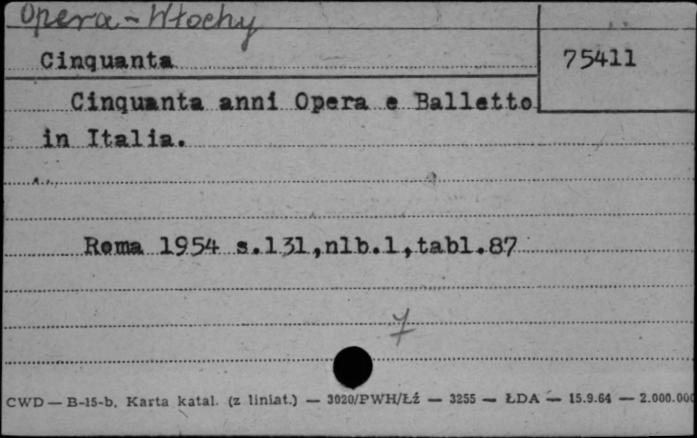 Opera - Włochy
Cinquanta
75411
Cinquanta anni Opera e Balletto
in Italia.
Roma 1954 s.131,nlb.1,tabl.87
7
CWD — B-15-b, Karta katal. (z liniat.) — 3020/PWH/Łź — 3255 — ŁDA — 15.9.64 — 2.000.000